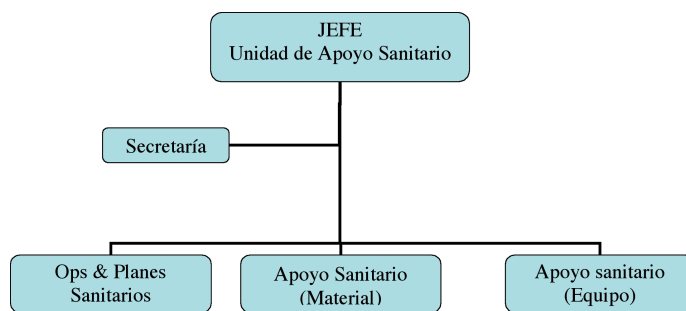 JEFE
Unidad de Apoyo Sanitario
Secretaría
Ops & Planes
Sanitarios
Apoyo Sanitario
(Material)
Apoyo sanitario
(Equipo)